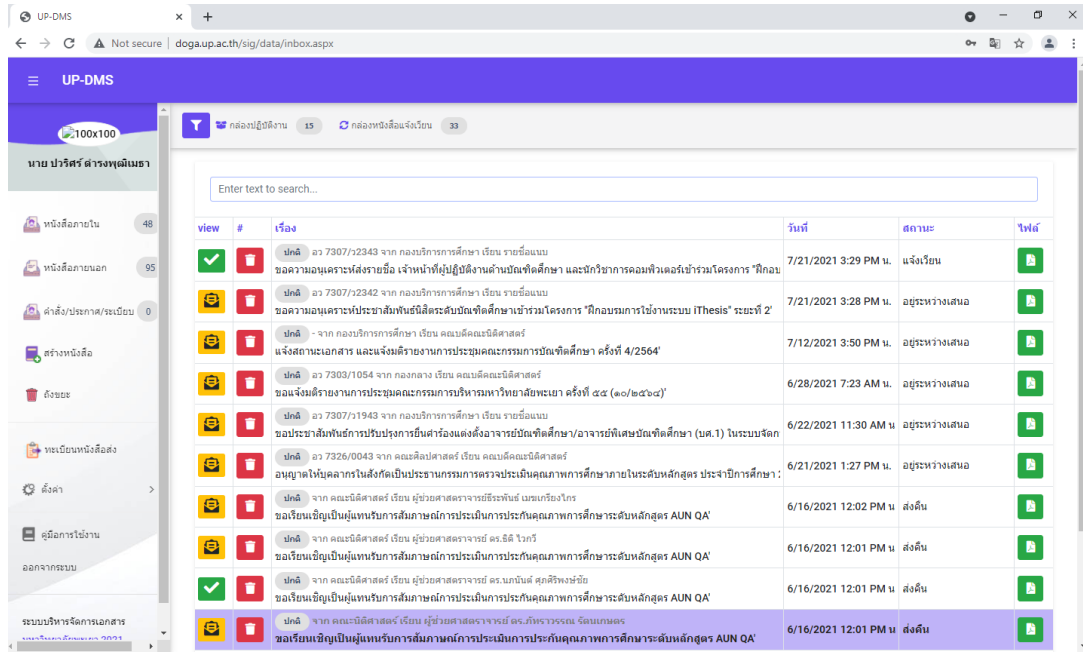 UP-DMS
Not secure | doga.up.ac.th/sig/data/inbox.aspx
UP-DMS
100x100
นาย ปวริศร์ ดำรงพุฒิเมธา
หนังสือภายใน 48
หนังสือภายนอก 95
คำสั่ง/ประกาศ/ระเบียบ 0
สร้างหนังสือ
ถังขยะ
ทะเบียนหนังสือส่ง
ตั้งค่า
คู่มือการใช้งาน
ออกจากระบบ
ระบบบริหารจัดการเอกสาร
มหาวิทยาลัยพะเยา 2021
กล่องปฏิบัติงาน 15 กล่องหนังสือแจ้งเวียน 33
Enter text to search...
view # เรื่อง วันที่ สถานะ ไฟล์
ปกติ อว 7307/ว2343 จาก กองบริการการศึกษา เรียน รายชื่อแนบ
ขอความอนุเคราะห์ส่งรายชื่อ เจ้าหน้าที่ผู้ปฏิบัติงานด้านบัณฑิตศึกษา และนักวิชาการคอมพิวเตอร์เข้าร่วมโครงการ "ฝึกอบ
7/21/2021 3:29 PM น. แจ้งเวียน
ปกติ อว 7307/ว2342 จาก กองบริการการศึกษา เรียน รายชื่อแนบ
ขอความอนุเคราะห์ประชาสัมพันธ์นิสิตระดับบัณฑิตศึกษาเข้าร่วมโครงการ "ฝึกอบรมการใช้งานระบบ iThesis" ระยะที่ 2'
7/21/2021 3:28 PM น. อยู่ระหว่างเสนอ
ปกติ - จาก กองบริการการศึกษา เรียน คณบดีคณะนิติศาสตร์
แจ้งสถานะเอกสาร และแจ้งมติรายงานการประชุมคณะกรรมการบัณฑิตศึกษา ครั้งที่ 4/2564'
7/12/2021 3:50 PM น. อยู่ระหว่างเสนอ
ปกติ อว 7303/1054 จาก กองกลาง เรียน คณบดีคณะนิติศาสตร์
ขอแจ้งมติรายงานการประชุมคณะกรรมการบริหารมหาวิทยาลัยพะเยา ครั้งที่ ๕๕ (๑๐/๒๕๖๔)'
6/28/2021 7:23 AM น. อยู่ระหว่างเสนอ
ปกติ อว 7307/ว1943 จาก กองบริการการศึกษา เรียน รายชื่อแนบ
ขอประชาสัมพันธ์การปรับปรุงการยื่นคำร้องแต่งตั้งอาจารย์บัณฑิตศึกษา/อาจารย์พิเศษบัณฑิตศึกษา (บศ.1) ในระบบจัดก
6/22/2021 11:30 AM น อยู่ระหว่างเสนอ
ปกติ อว 7326/0043 จาก คณะศิลปศาสตร์ เรียน คณบดีคณะนิติศาสตร์
อนุญาตให้บุคลากรในสังกัดเป็นประธานกรรมการตรวจประเมินคุณภาพการศึกษาภายในระดับหลักสูตร ประจำปีการศึกษา 2
6/21/2021 1:27 PM น. อยู่ระหว่างเสนอ
ปกติ จาก คณะนิติศาสตร์ เรียน ผู้ช่วยศาสตราจารย์ธีระพันธ์ เมฆเกรียงไกร
ขอเรียนเชิญเป็นผู้แทนรับการสัมภาษณ์การประเมินการประกันคุณภาพการศึกษาระดับหลักสูตร AUN QA'
6/16/2021 12:02 PM น ส่งคืน
ปกติ จาก คณะนิติศาสตร์ เรียน ผู้ช่วยศาสตราจารย์ ดร.ธิติ ไวกวี
ขอเรียนเชิญเป็นผู้แทนรับการสัมภาษณ์การประเมินการประกันคุณภาพการศึกษาระดับหลักสูตร AUN QA'
6/16/2021 12:01 PM น ส่งคืน
ปกติ จาก คณะนิติศาสตร์ เรียน ผู้ช่วยศาสตราจารย์ ดร.นภนันต์ ศุภศิริพงษ์ชัย
ขอเรียนเชิญเป็นผู้แทนรับการสัมภาษณ์การประเมินการประกันคุณภาพการศึกษาระดับหลักสูตร AUN QA'
6/16/2021 12:01 PM น ส่งคืน
ปกติ จาก คณะนิติศาสตร์ เรียน ผู้ช่วยศาสตราจารย์ ดร.ภัทราวรรณ รัตนเกษตร
ขอเรียนเชิญเป็นผู้แทนรับการสัมภาษณ์การประเมินการประกันคุณภาพการศึกษาระดับหลักสูตร AUN QA'
6/16/2021 12:01 PM น ส่งคืน